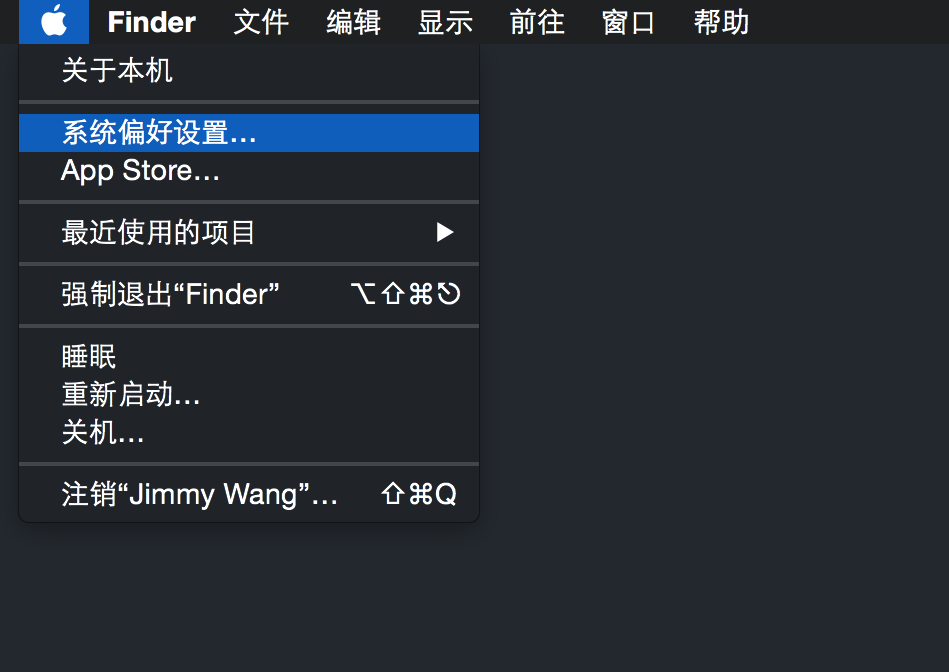 Finder 文件 编辑 显示 前往 窗口 帮助
关于本机
系统偏好设置...
App Store...
最近使用的项目 ▶
强制退出“Finder” ⌥⇧⌘⎋
睡眠
重新启动...
关机...
注销“Jimmy Wang”... ⇧⌘Q